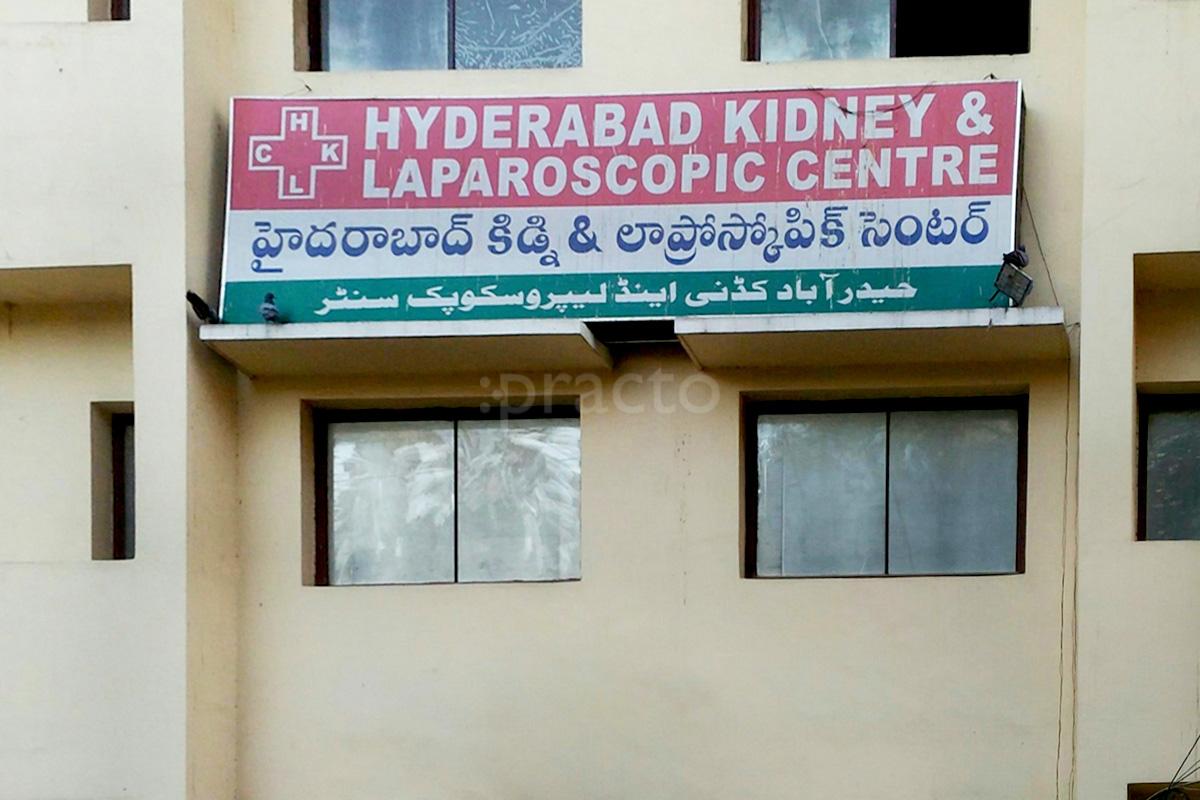 H
C K
L
HYDERABAD KIDNEY &
LAPAROSCOPIC CENTRE
హైదరాబాద్ కిడ్ని & లాప్రోస్కోపిక్ సెంటర్
حیدرآباد کڈنی اینڈ لیپروسکوپک سنٹر
:practo